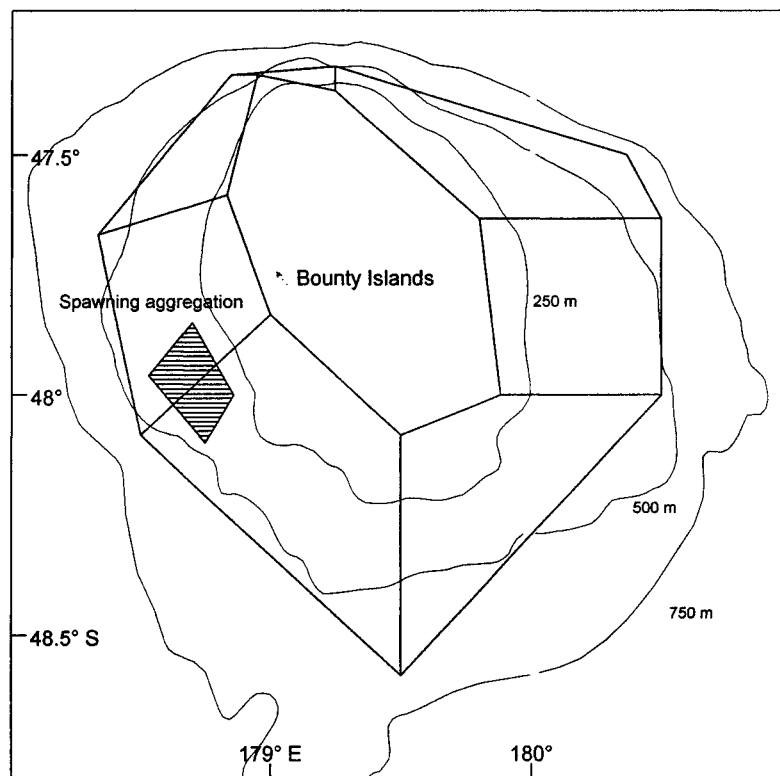 47.5°
Bounty Islands
Spawning aggregation
250 m
48°
500 m
750 m
48.5° S
179° E
180°